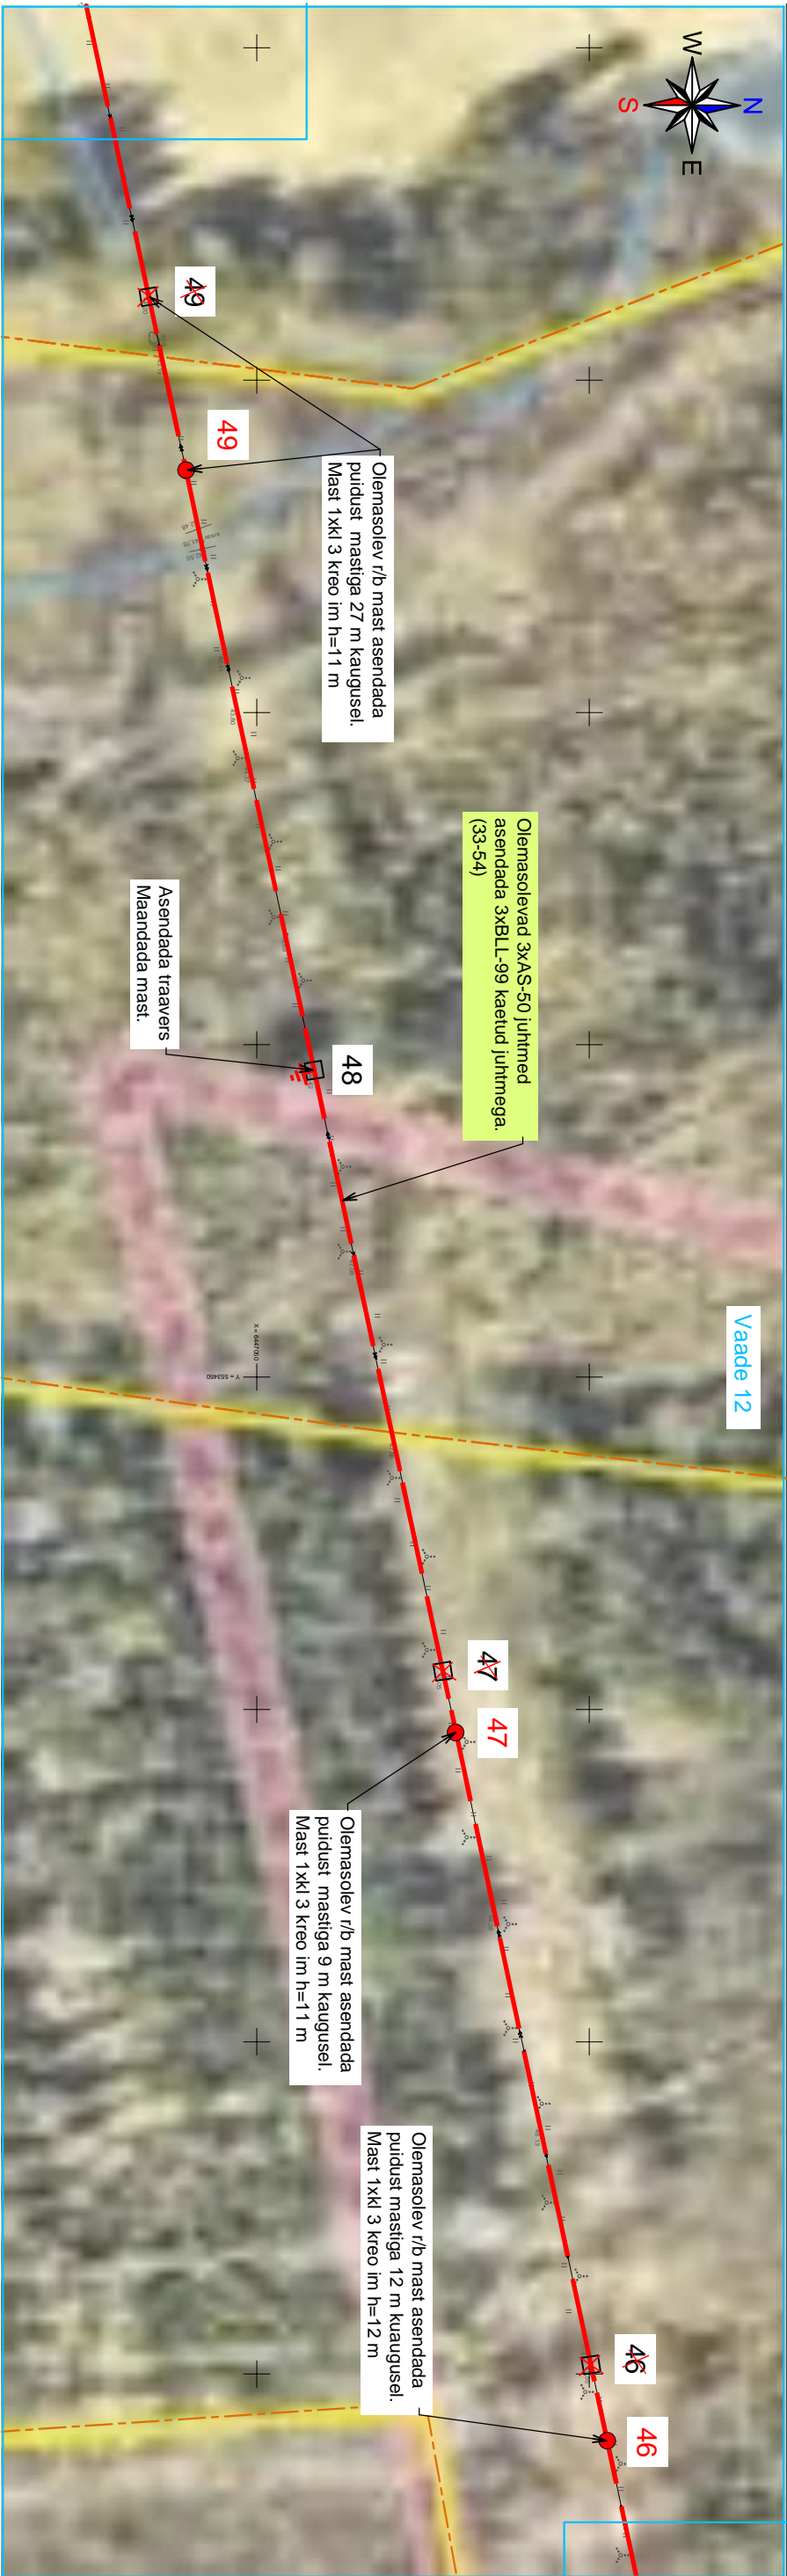 W
N
S
E
49
49
Olemasolev r/b mast asendada
puidust mastiga 27 m kaugusel.
Mast 1xkl 3 kreo im h=11 m
Olemasolevad 3xAS-50 juhtmed
asendada 3xBLL-99 kaetud juhtmega.
(33-54)
Asendada traavers
Maandada mast.
48
Vaade 12
Y = 553450
47
47
Olemasolev r/b mast asendada
puidust mastiga 9 m kaugusel.
Mast 1xkl 3 kreo im h=11 m
Olemasolev r/b mast asendada
puidust mastiga 12 m kuaugusel.
Mast 1xkl 3 kreo im h=12 m
46
46